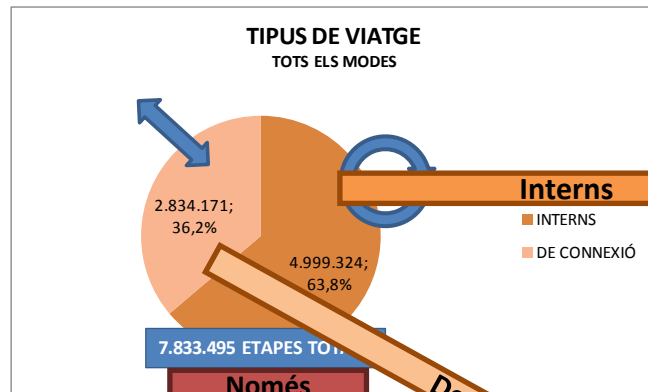 TIPUS DE VIATGE
TOTS ELS MODES
2.834.171;
36,2%
Interns
INTERNS
DE CONNEXIÓ
4.999.324;
63,8%
7.833.495 ETAPES
Només